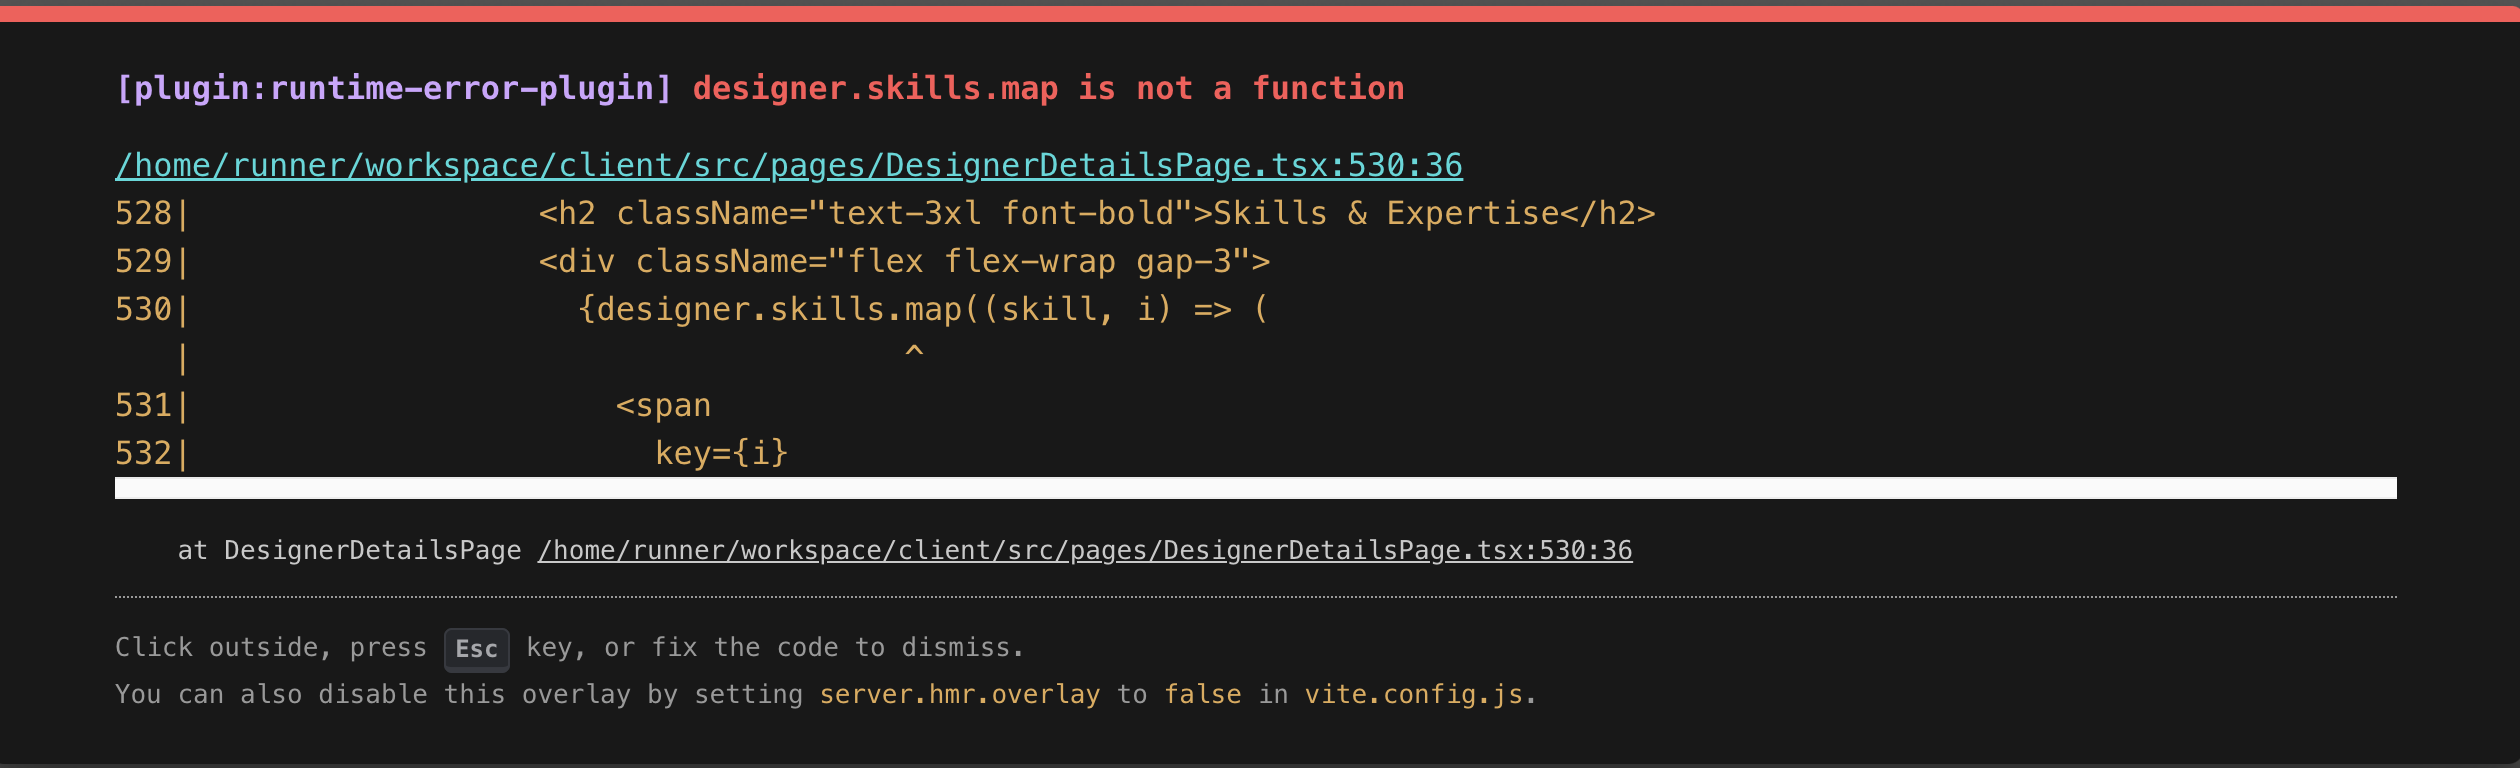 [plugin:runtime-error-plugin] designer.skills.map is not a function
/home/runner/workspace/client/src/pages/DesignerDetailsPage.tsx:530:36
528|                  <h2 className="text-3xl font-bold">Skills & Expertise</h2>
529|                  <div className="flex flex-wrap gap-3">
530|                    {designer.skills.map((skill, i) => (
   |                                     ^
531|                      <span
532|                        key={i}
at DesignerDetailsPage /home/runner/workspace/client/src/pages/DesignerDetailsPage.tsx:530:36
Click outside, press Esc key, or fix the code to dismiss.
You can also disable this overlay by setting server.hmr.overlay to false in vite.config.js.